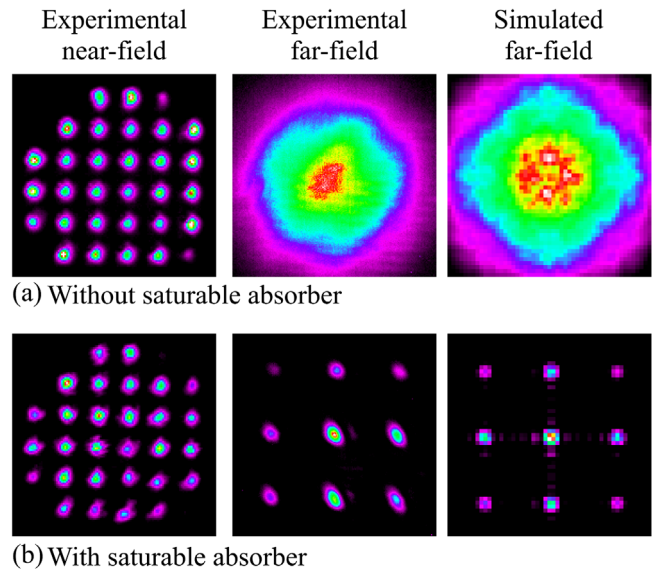 Experimental near-field
Experimental far-field
Simulated far-field
(a) Without saturable absorber
(b) With saturable absorber